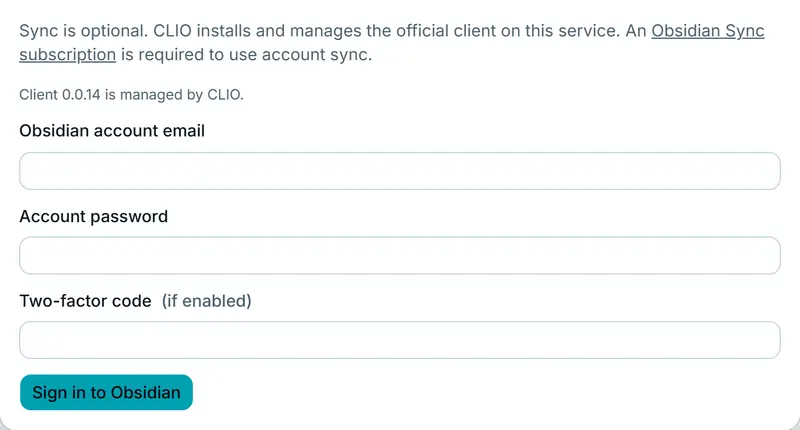 Sync is optional. CLIO installs and manages the official client on this service. An Obsidian Sync
subscription is required to use account sync.
Client 0.0.14 is managed by CLIO.
Obsidian account email
Account password
Two-factor code (if enabled)
Sign in to Obsidian